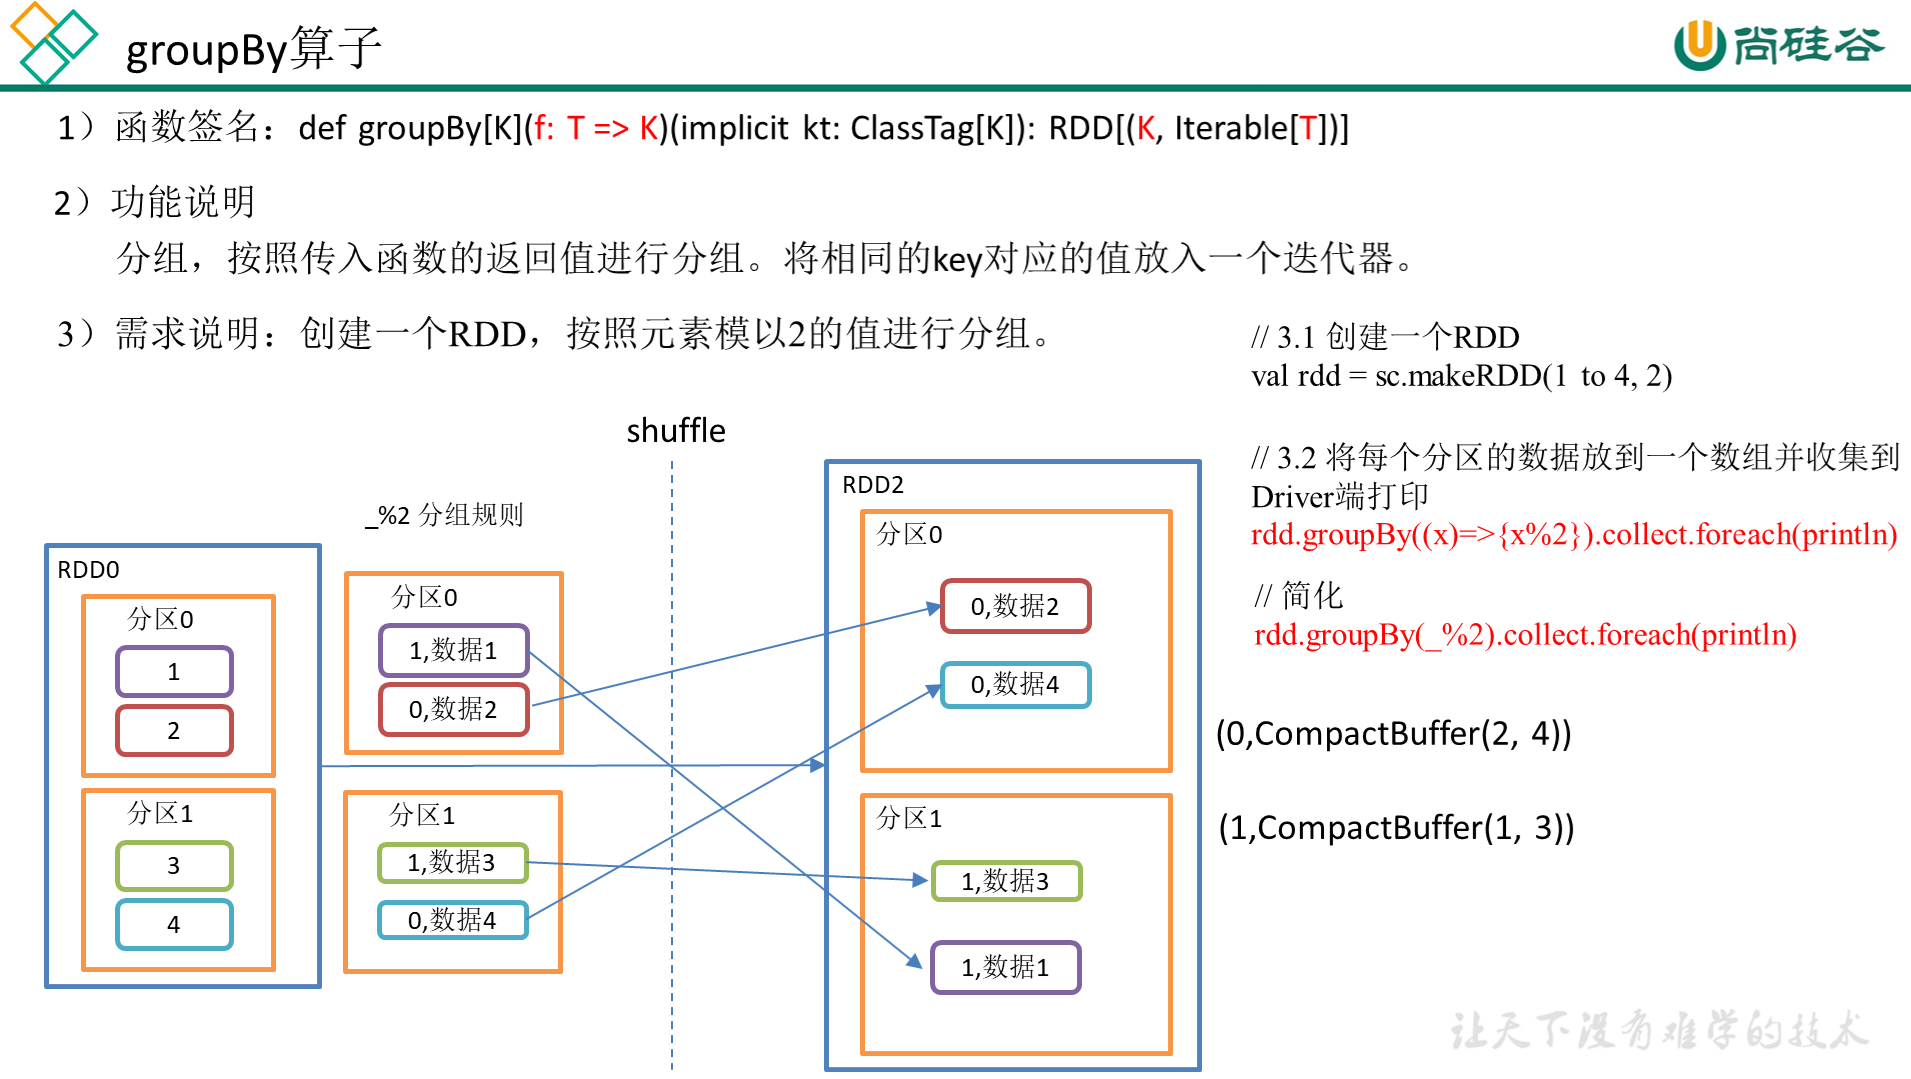 groupBy算子
尚硅谷
1）函数签名：def groupBy[K](f: T => K)(implicit kt: ClassTag[K]): RDD[(K, Iterable[T])]
2）功能说明
分组，按照传入函数的返回值进行分组。将相同的key对应的值放入一个迭代器。
3）需求说明：创建一个RDD，按照元素模以2的值进行分组。
// 3.1 创建一个RDD
val rdd = sc.makeRDD(1 to 4, 2)
// 3.2 将每个分区的数据放到一个数组并收集到
Driver端打印
rdd.groupBy((x)=>{x%2}).collect.foreach(println)
// 简化
rdd.groupBy(_%2).collect.foreach(println)
shuffle
_%2 分组规则
RDD0
分区0
1
2
分区1
3
4
分区0
1,数据1
0,数据2
分区1
1,数据3
0,数据4
RDD2
分区0
0,数据2
0,数据4
分区1
1,数据3
1,数据1
(0,CompactBuffer(2, 4))
(1,CompactBuffer(1, 3))
让天下没有难学的技术